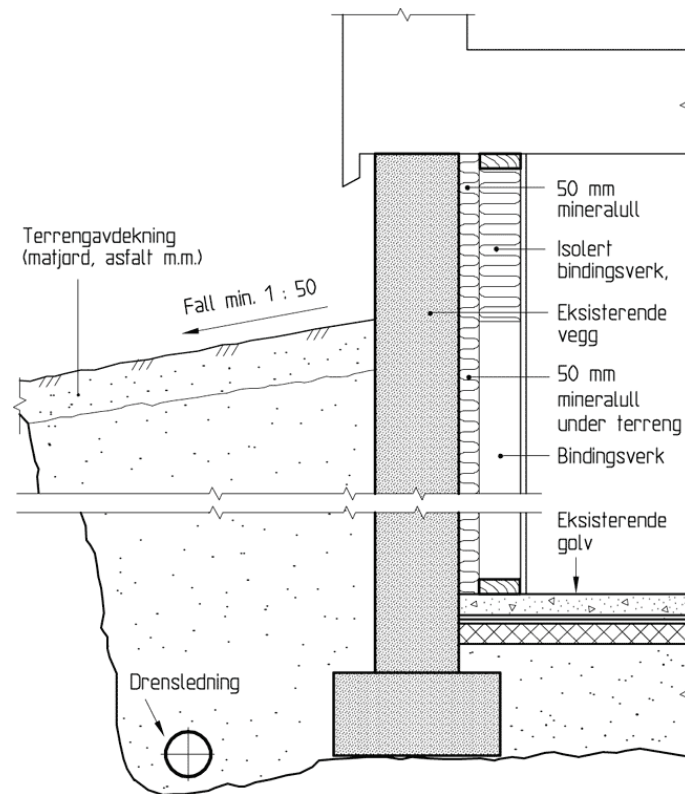 50 mm
mineralull
Terrengavdekning
(matjord, asfalt m.m.)
Isolert
bindingsverk,
Fall min. 1 : 50
Eksisterende
vegg
50 mm
mineralull
under terreng
Bindingsverk
Eksisterende
golv
Drensledning